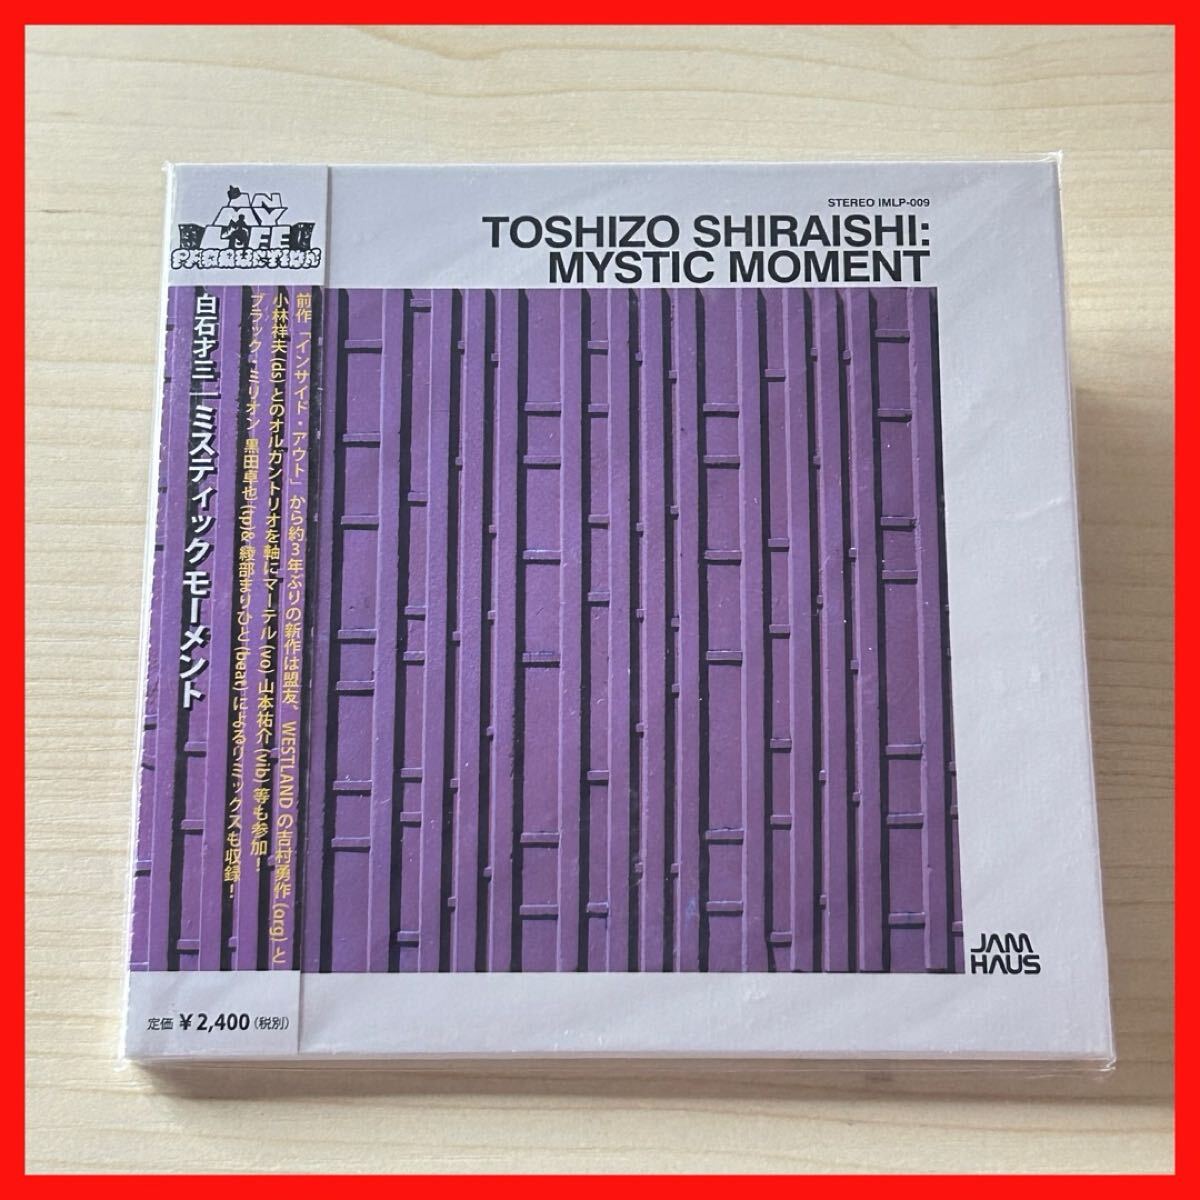 IN
MY
LIFE
PRODUCTION
白石才三|ミスティックモーメント
前作「インサイド・アウト」から約3年ぶりの新作は盟友、WESTLANDの吉村勇作(org)と
小林祥夫(ds)とのオルガントリオを軸にマーテル(vo)山本祐介(vib)等も参加！
ブラック・ミリオン 黒田卓也(tp)&綾部まりひと(beat)によるリミックスも収録！
定価 ¥2,400(税別)
STEREO IMLP-009
TOSHIZO SHIRAISHI:
MYSTIC MOMENT
JAM
HAUS